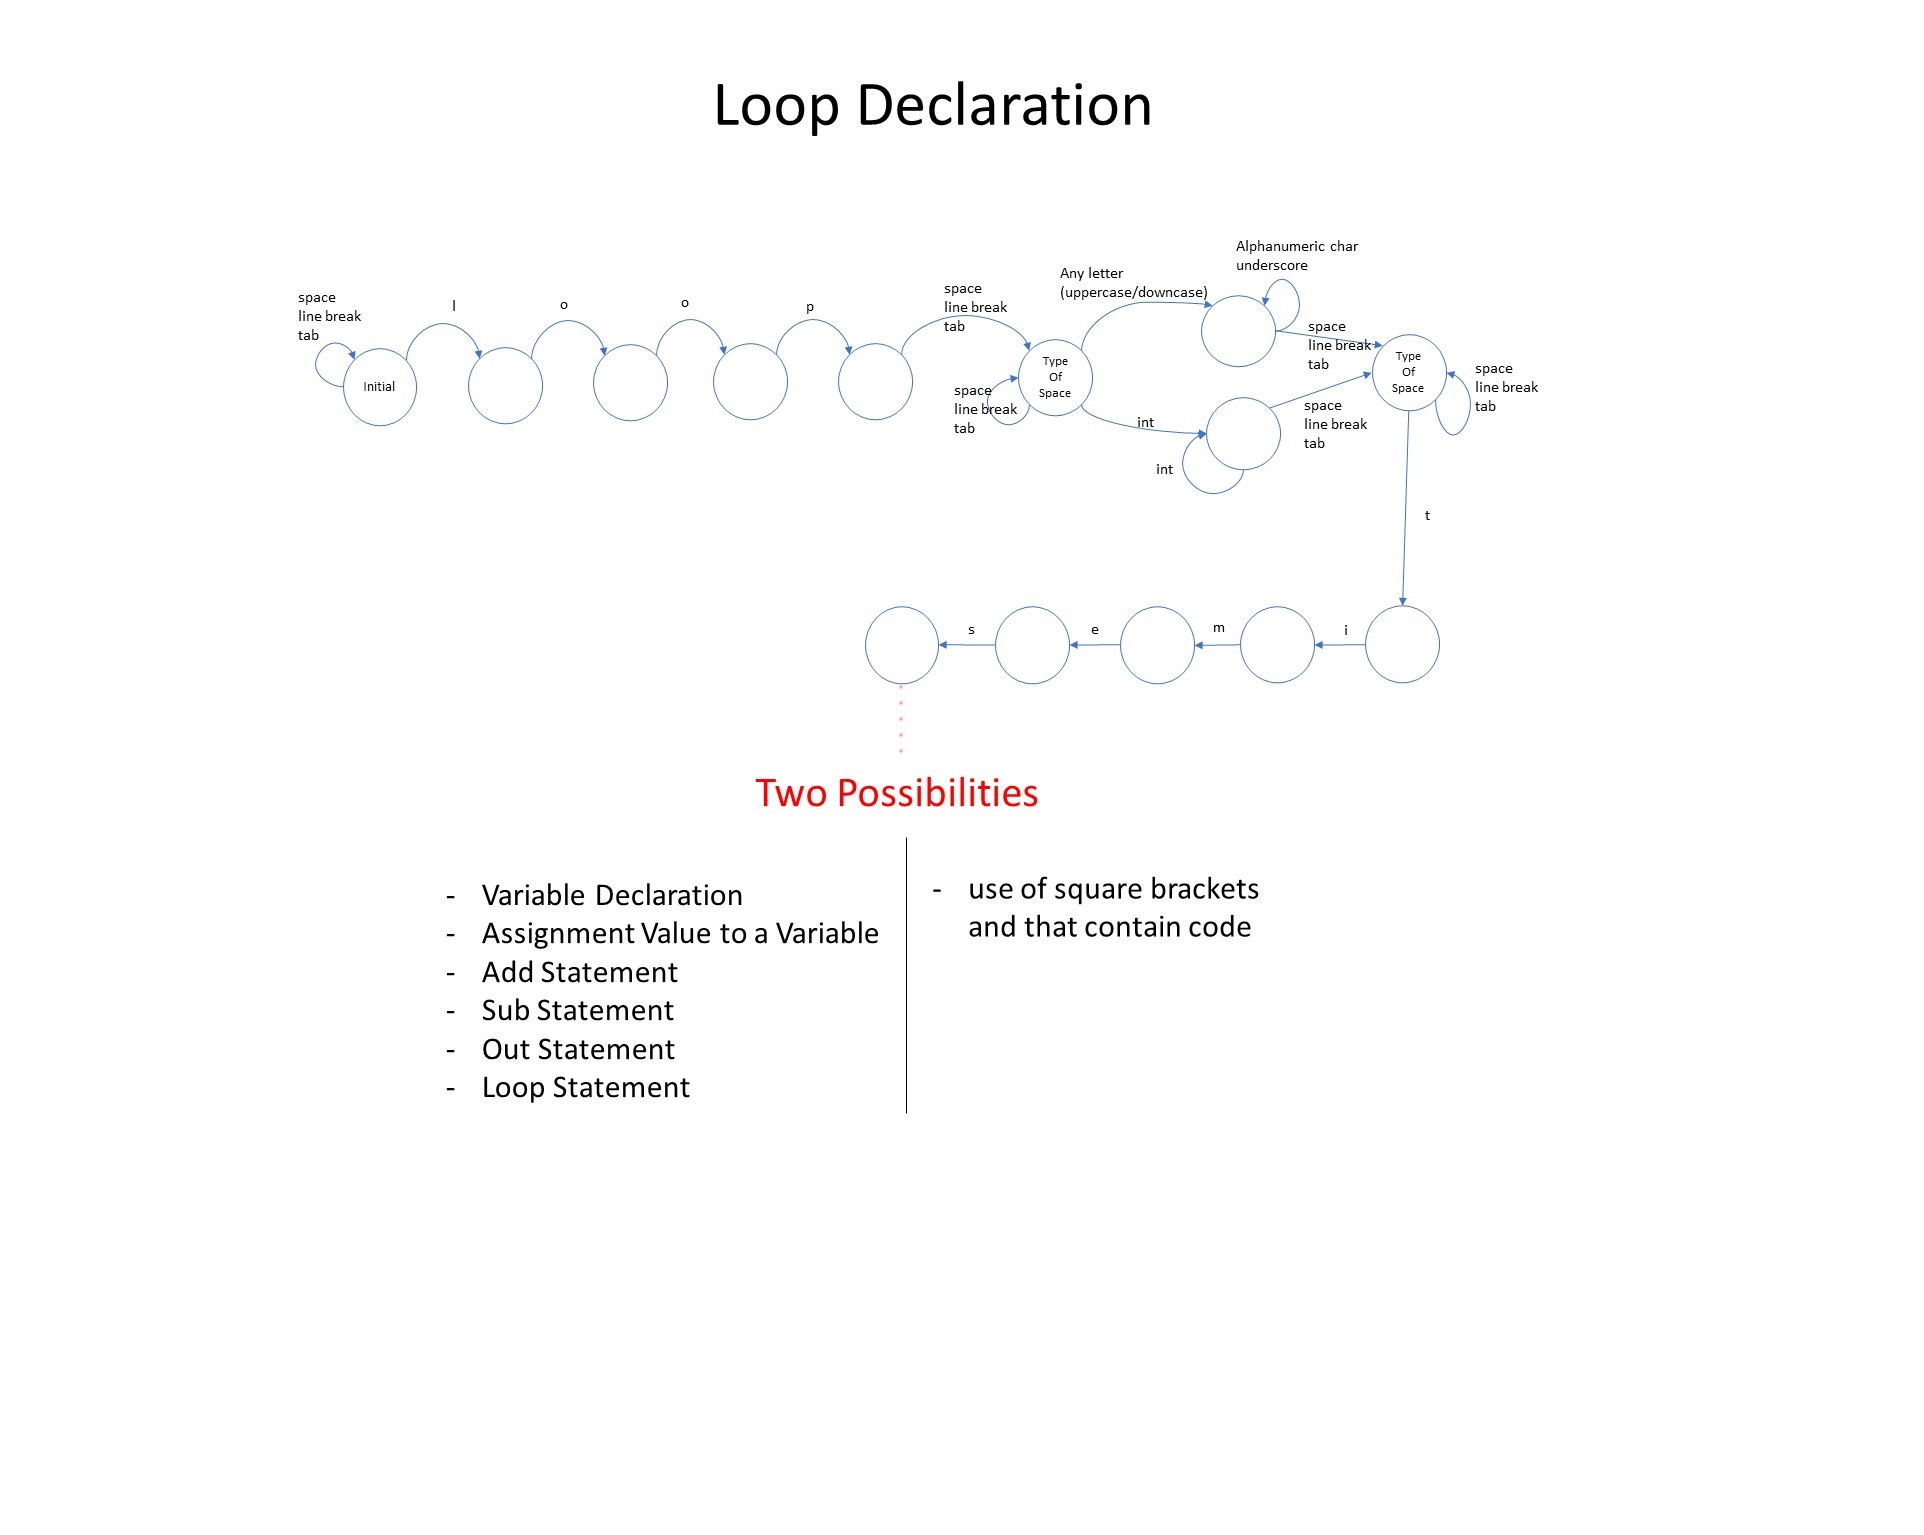 Loop Declaration
Alphanumeric char
underscore
Any letter
(uppercase/downcase)
space
line break
tab
l
o
o
p
space
line break
tab
Initial
Type
Of
Space
space
line break
tab
space
line break
tab
Type
Of
Space
space
line break
tab
int
space
line break
tab
int
t
s
e
m
i
Two Possibilities
- Variable Declaration
- Assignment Value to a Variable
- Add Statement
- Sub Statement
- Out Statement
- Loop Statement
- use of square brackets
and that contain code